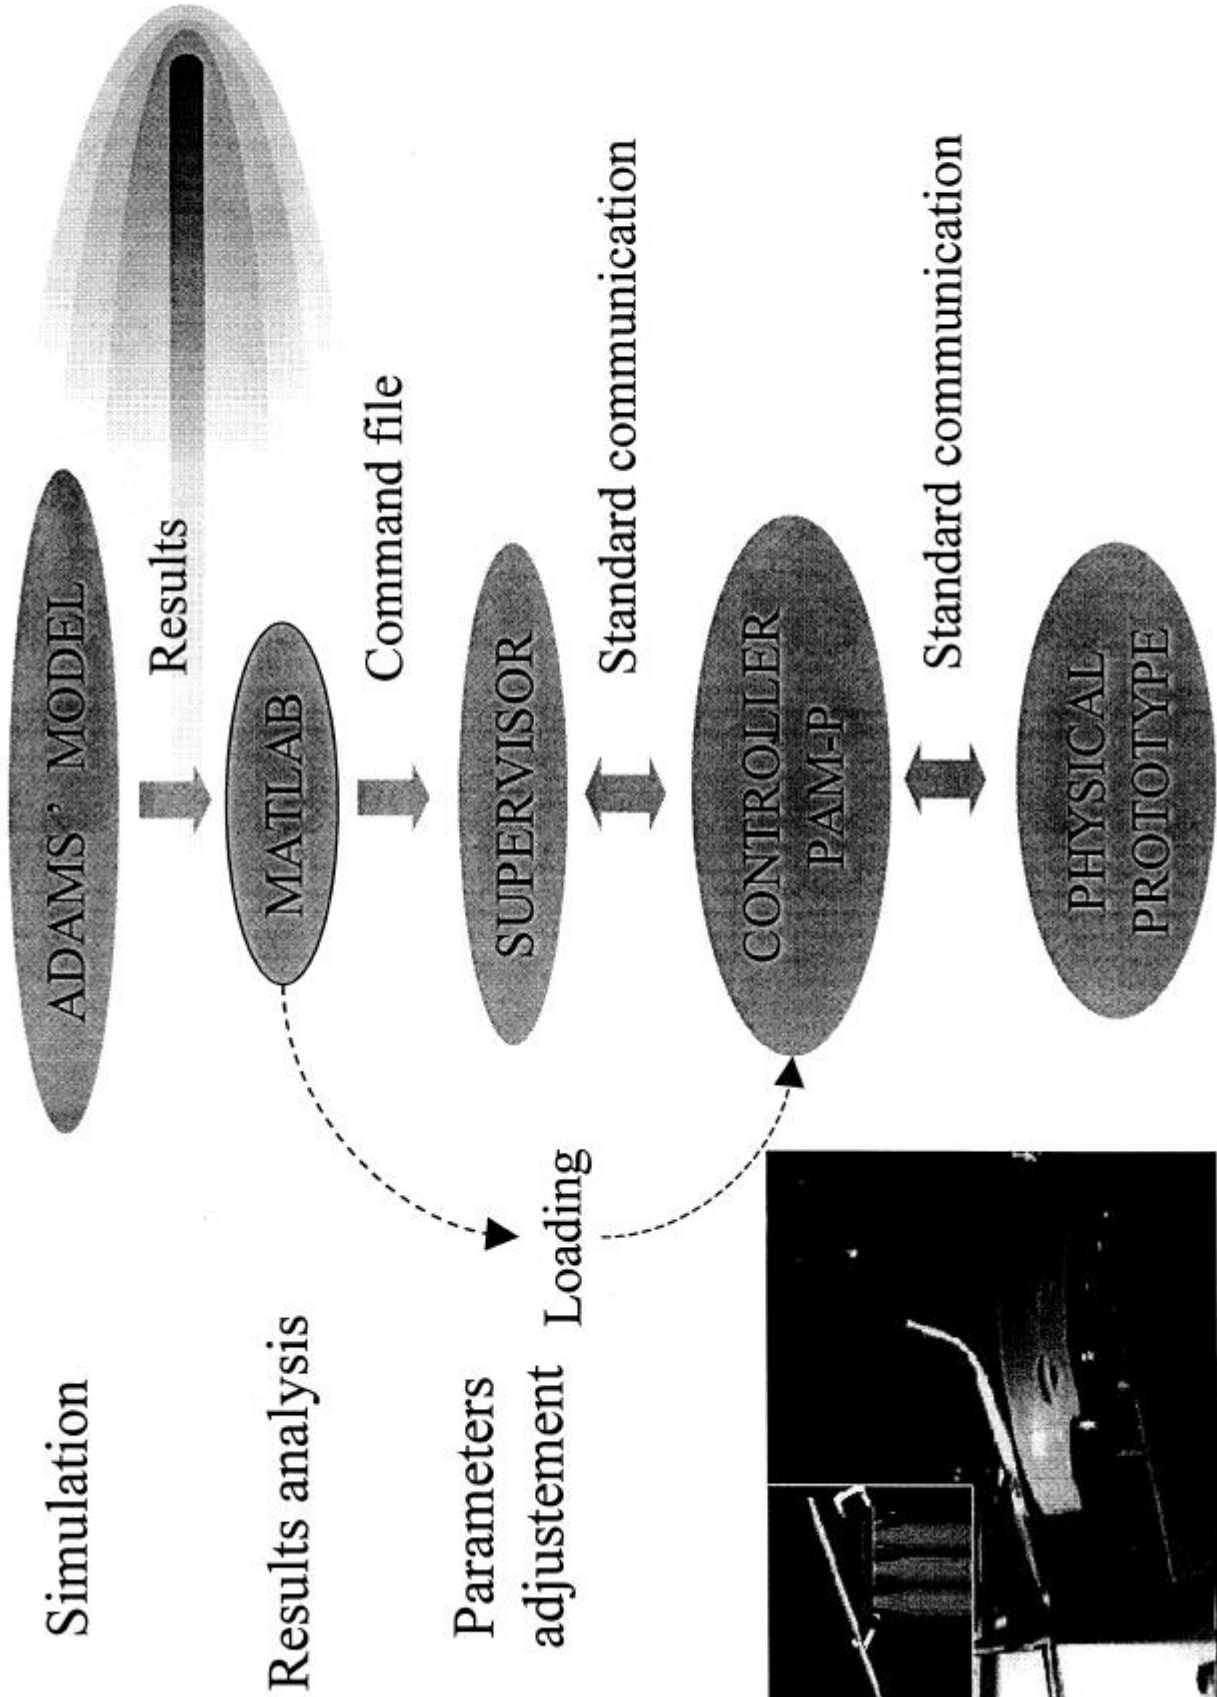 Simulation
ADAMS' MODEL
Results
Results analysis
MATLAB
Command file
Parameters
adjustement
Loading
SUPERVISOR
Standard communication
CONTROLLER
PAM-P
Standard communication
PHYSICAL
PROTOTYPE